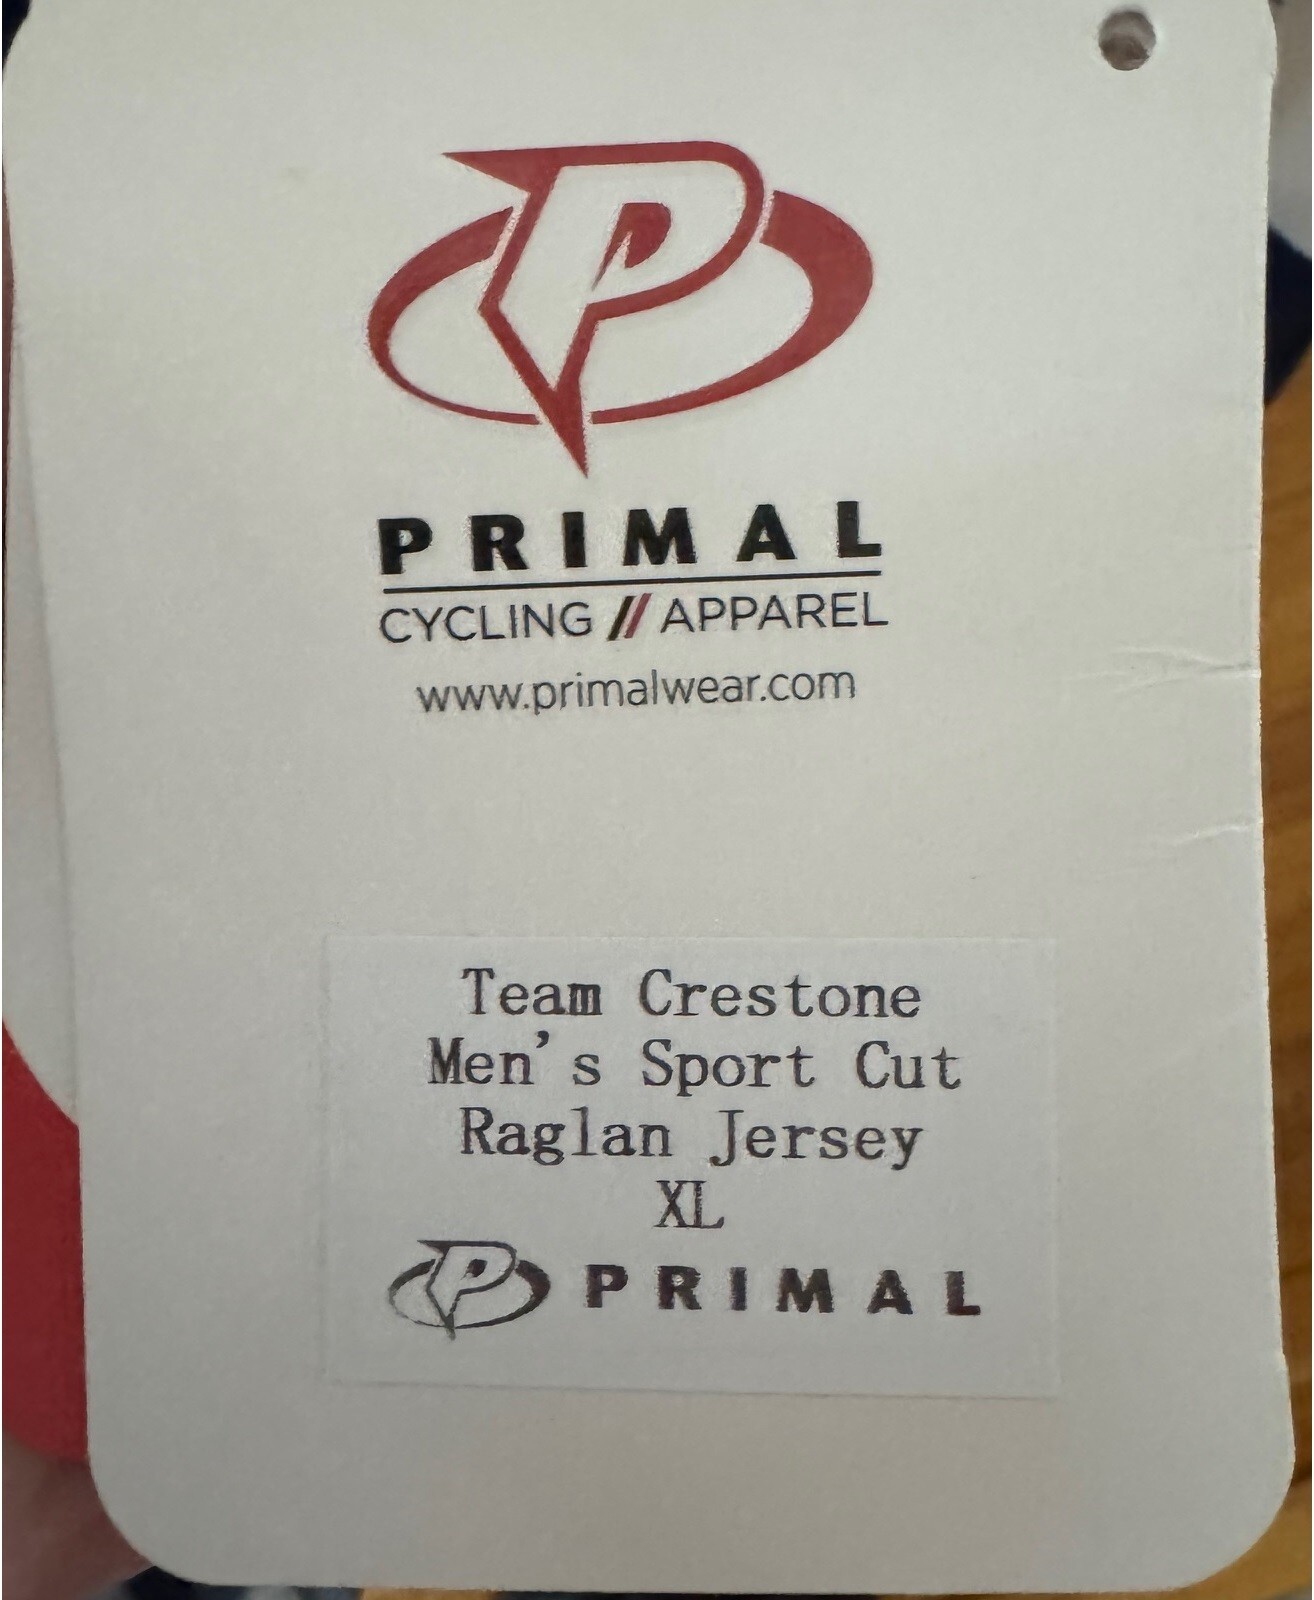 P
PRIMAL
CYCLING // APPAREL
www.primalwear.com
Team Crestone
Men's Sport Cut
Raglan Jersey
XL
P PRIMAL